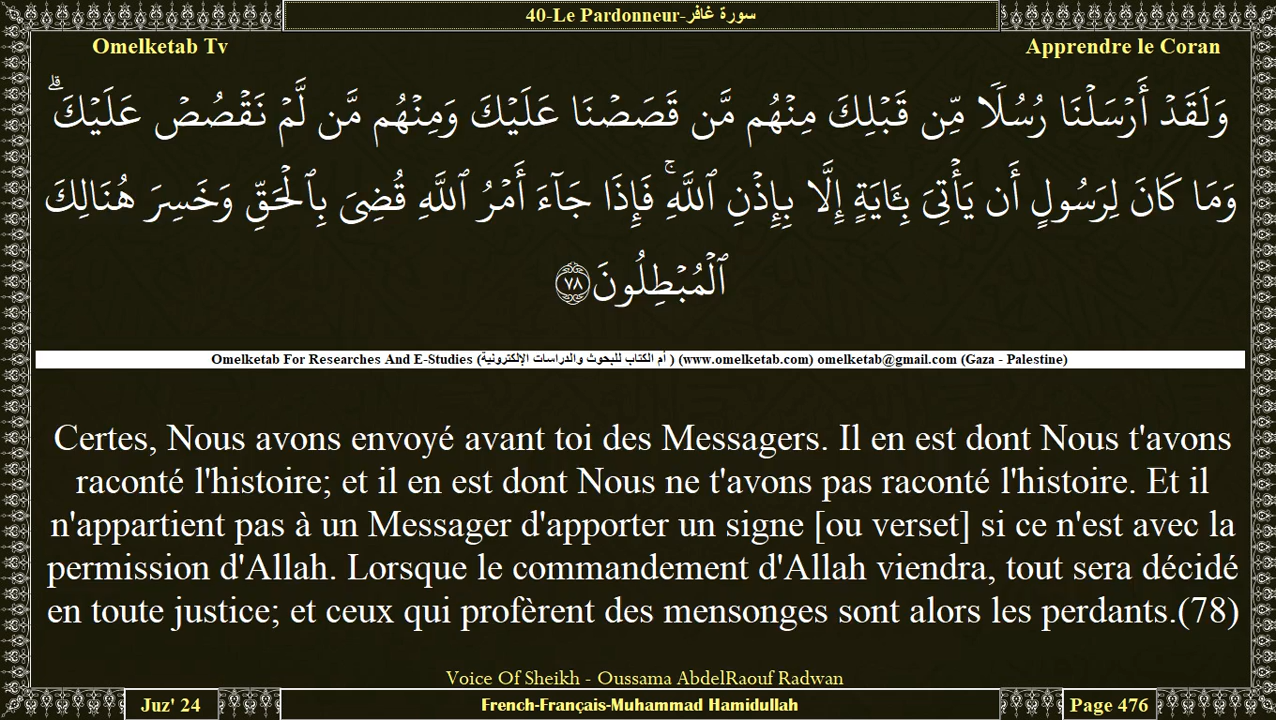 40-Le Pardonneur-سورة غافر
Omelketab Tv
Apprendre le Coran
وَلَقَدۡ أَرۡسَلۡنَا رُسُلٗا مِّن قَبۡلِكَ مِنۡهُم مَّن قَصَصۡنَا عَلَيۡكَ وَمِنۡهُم مَّن لَّمۡ نَقۡصُصۡ عَلَيۡكَۗ
وَمَا كَانَ لِرَسُولٍ أَن يَأۡتِيَ بِـَٔايَةٍ إِلَّا بِإِذۡنِ ٱللَّهِۚ فَإِذَا جَآءَ أَمۡرُ ٱللَّهِ قُضِيَ بِٱلۡحَقِّ وَخَسِرَ هُنَالِكَ
ٱلۡمُبۡطِلُونَ ٧٨
Omelketab For Researches And E-Studies (أم الكتاب للبحوث والدراسات الإلكترونية ) (www.omelketab.com) omelketab@gmail.com (Gaza - Palestine)
Certes, Nous avons envoyé avant toi des Messagers. Il en est dont Nous t'avons
raconté l'histoire; et il en est dont Nous ne t'avons pas raconté l'histoire. Et il
n'appartient pas à un Messager d'apporter un signe [ou verset] si ce n'est avec la
permission d'Allah. Lorsque le commandement d'Allah viendra, tout sera décidé
en toute justice; et ceux qui profèrent des mensonges sont alors les perdants.(78)
Voice Of Sheikh - Oussama AbdelRaouf Radwan
Juz' 24
French-Français-Muhammad Hamidullah
Page 476